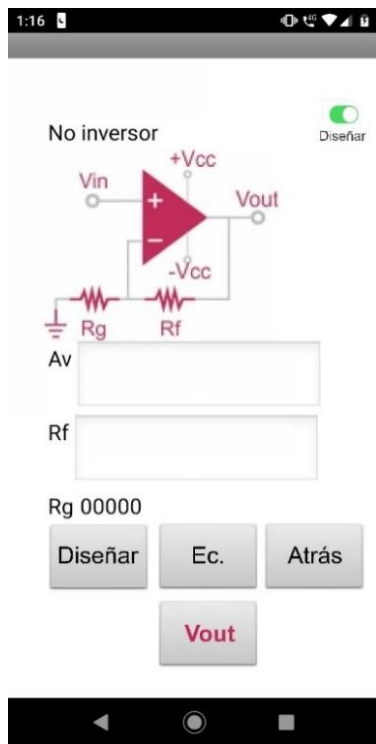 1:16
4G
Diseñar
No inversor
+Vcc
Vin
Vout
+
−
-Vcc
Rg Rf
Av
Rf
Rg 00000
Diseñar Ec. Atrás
Vout